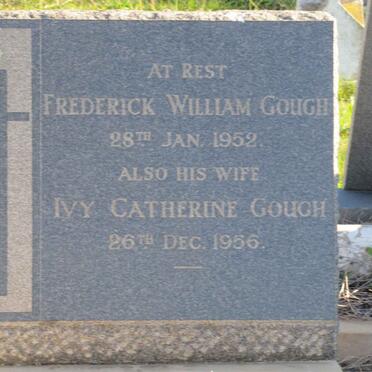 AT REST
FREDERICK WILLIAM GOUGH
28TH JAN. 1952.
ALSO HIS WIFE
IVY CATHERINE GOUGH
26TH DEC. 1956.